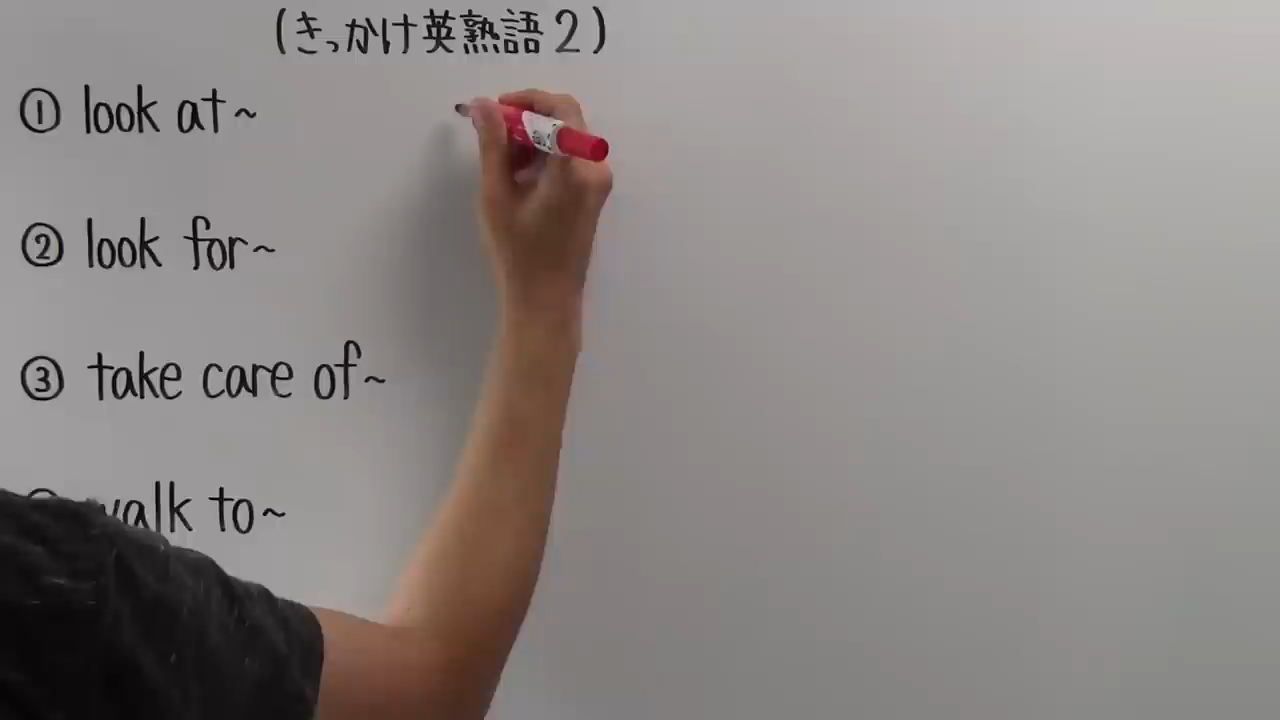 (きっかけ英熟語2)
① look at~
② look for~
③ take care of~
walk to~